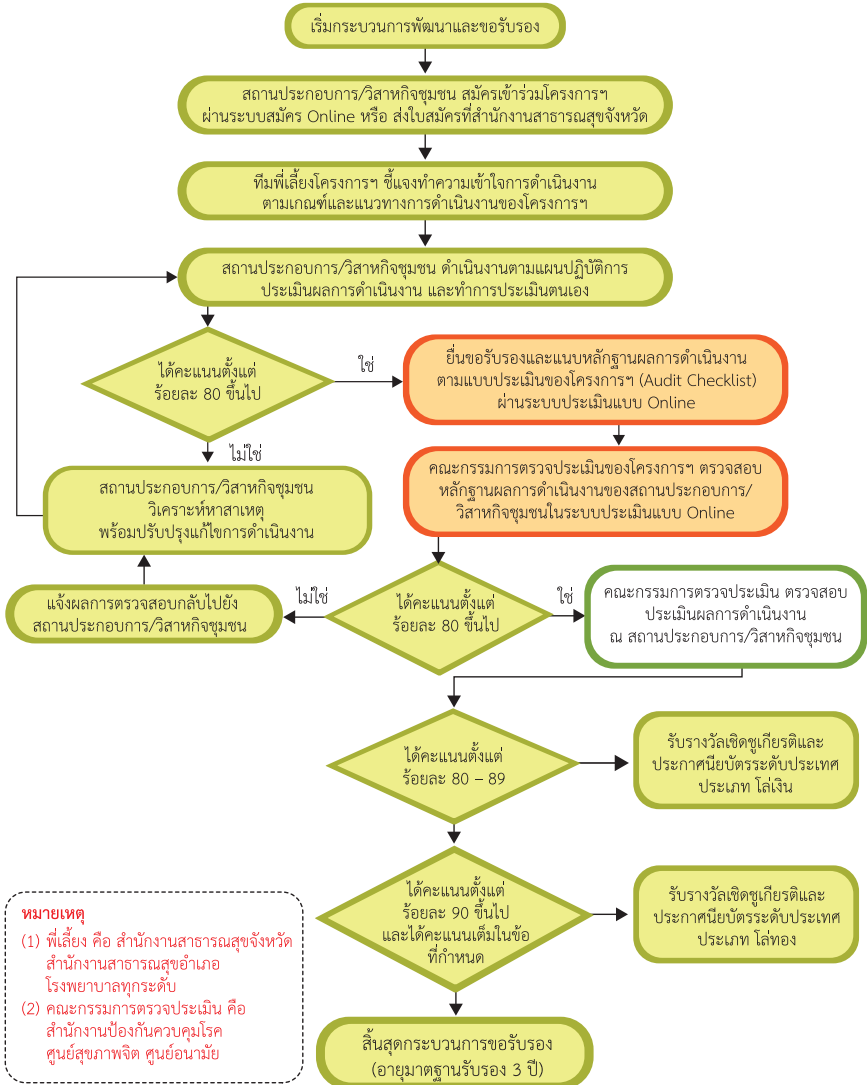 เริ่มกระบวนการพัฒนาและขอรับรอง
สถานประกอบการ/วิสาหกิจชุมชน สมัครเข้าร่วมโครงการฯ
ผ่านระบบสมัคร Online หรือ ส่งใบสมัครที่สำนักงานสาธารณสุขจังหวัด
ทีมพี่เลี้ยงโครงการฯ ชี้แจงทำความเข้าใจการดำเนินงาน
ตามเกณฑ์และแนวทางการดำเนินงานของโครงการฯ
สถานประกอบการ/วิสาหกิจชุมชน ดำเนินงานตามแผนปฏิบัติการ
ประเมินผลการดำเนินงาน และทำการประเมินตนเอง
ได้คะแนนตั้งแต่
ร้อยละ 80 ขึ้นไป
ใช่
ยื่นขอรับรองและแนบหลักฐานผลการดำเนินงาน
ตามแบบประเมินของโครงการฯ (Audit Checklist)
ผ่านระบบประเมินแบบ Online
ไม่ใช่
สถานประกอบการ/วิสาหกิจชุมชน
วิเคราะห์หาสาเหตุ
พร้อมปรับปรุงแก้ไขการดำเนินงาน
คณะกรรมการตรวจประเมินของโครงการฯ ตรวจสอบ
หลักฐานผลการดำเนินงานของสถานประกอบการ/
วิสาหกิจชุมชนในระบบประเมินแบบ Online
แจ้งผลการตรวจสอบกลับไปยัง
สถานประกอบการ/วิสาหกิจชุมชน
ไม่ใช่
ได้คะแนนตั้งแต่
ร้อยละ 80 ขึ้นไป
ใช่
คณะกรรมการตรวจประเมิน ตรวจสอบ
ประเมินผลการดำเนินงาน
ณ สถานประกอบการ/วิสาหกิจชุมชน
ได้คะแนนตั้งแต่
ร้อยละ 80 – 89
รับรางวัลเชิดชูเกียรติและ
ประกาศนียบัตรระดับประเทศ
ประเภท โล่เงิน
ได้คะแนนตั้งแต่
ร้อยละ 90 ขึ้นไป
และได้คะแนนเต็มในข้อ
ที่กำหนด
รับรางวัลเชิดชูเกียรติและ
ประกาศนียบัตรระดับประเทศ
ประเภท โล่ทอง
สิ้นสุดกระบวนการขอรับรอง
(อายุมาตฐานรับรอง 3 ปี)
หมายเหตุ
(1) พี่เลี้ยง คือ สำนักงานสาธารณสุขจังหวัด
สำนักงานสาธารณสุขอำเภอ
โรงพยาบาลทุกระดับ
(2) คณะกรรมการตรวจประเมิน คือ
สำนักงานป้องกันควบคุมโรค
ศูนย์สุขภาพจิต ศูนย์อนามัย